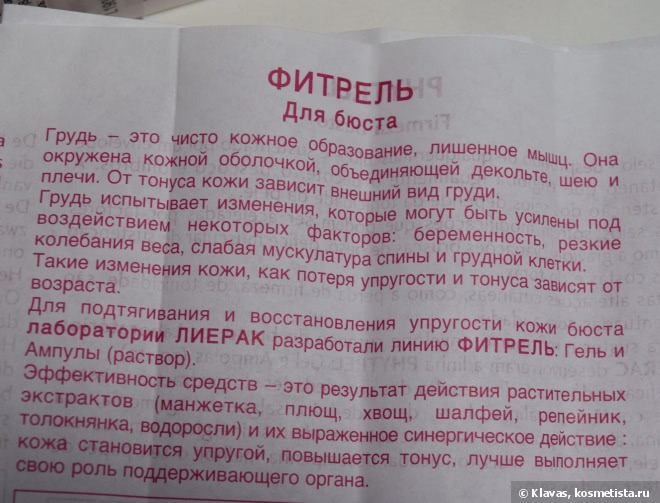 ФИТРЕЛЬ
Для бюста
Грудь – это чисто кожное образование, лишенное мышц. Она
окружена кожной оболочкой, объединяющей декольте, шею и
плечи. От тонуса кожи зависит внешний вид груди.
Грудь испытывает изменения, которые могут быть усилены под
воздействием некоторых факторов: беременность, резкие
колебания веса, слабая мускулатура спины и грудной клетки.
Такие изменения кожи, как потеря упругости и тонуса зависят от
возраста.
Для подтягивания и восстановления упругости кожи бюста
лаборатории ЛИЕРАК разработали линию ФИТРЕЛЬ: Гель и
Ампулы (раствор).
Эффективность средств – это результат действия растительных
экстрактов (манжетка, плющ, хвощ, шалфей, репейник,
толокнянка, водоросли) и их выраженное синергическое действие :
кожа становится упругой, повышается тонус, лучше выполняет
свою роль поддерживающего органа.
© Klavas, kosmetista.ru